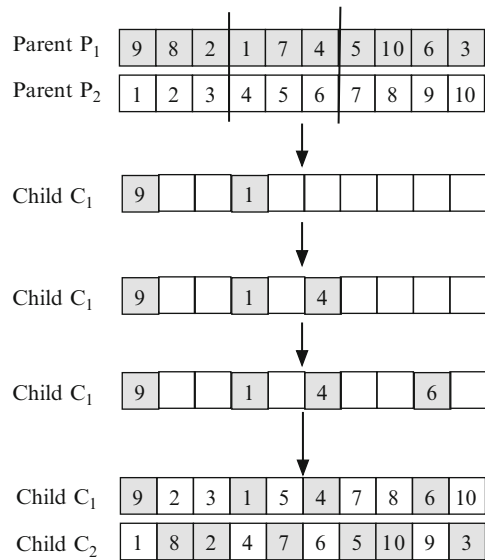 Parent P1 9 8 2 1 7 4 5 10 6 3
Parent P2 1 2 3 4 5 6 7 8 9 10
Child C1 9 1
Child C1 9 1 4
Child C1 9 1 4 6
Child C1 9 2 3 1 5 4 7 8 6 10
Child C2 1 8 2 4 7 6 5 10 9 3